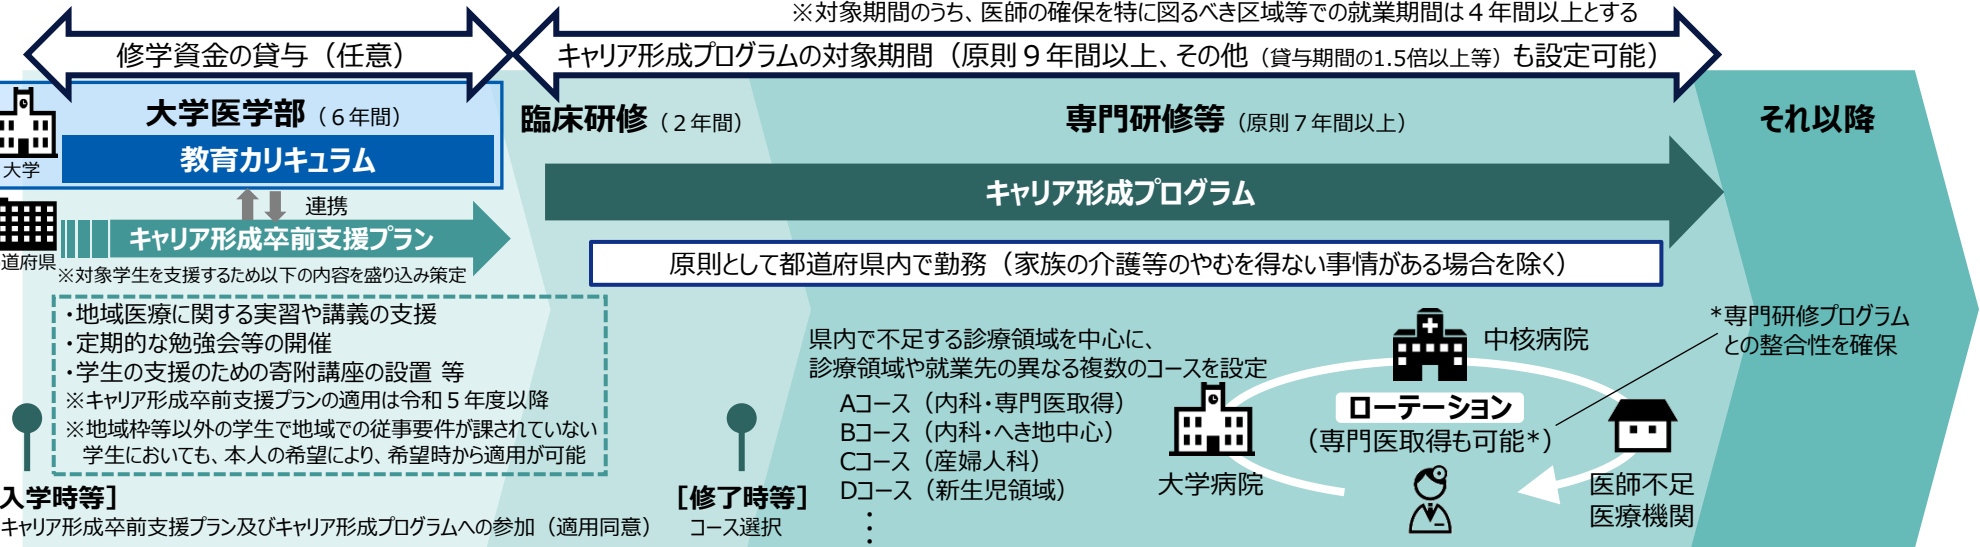 ※対象期間のうち、医師の確保を特に図るべき区域等での就業期間は４年間以上とする
修学資金の貸与（任意）
キャリア形成プログラムの対象期間（原則９年間以上、その他（貸与期間の1.5倍以上等）も設定可能）
大学医学部（６年間）
臨床研修（２年間）
専門研修等（原則７年間以上）
それ以降
大学
教育カリキュラム
キャリア形成プログラム
連携
道府県
キャリア形成卒前支援プラン
※対象学生を支援するため以下の内容を盛り込み策定
原則として都道府県内で勤務（家族の介護等のやむを得ない事情がある場合を除く）
・地域医療に関する実習や講義の支援
・定期的な勉強会等の開催
・学生の支援のための寄附講座の設置 等
※キャリア形成卒前支援プランの適用は令和５年度以降
※地域枠等以外の学生で地域での従事要件が課されていない
学生においても、本人の希望により、希望時から適用が可能
入学時等］
キャリア形成卒前支援プラン及びキャリア形成プログラムへの参加（適用同意）
［修了時等］
コース選択
県内で不足する診療領域を中心に、
診療領域や就業先の異なる複数のコースを設定
Aコース（内科・専門医取得）
Bコース（内科・へき地中心）
Cコース（産婦人科）
Dコース（新生児領域）
・
・
・
中核病院
ローテーション
（専門医取得も可能*）
大学病院
医師不足
医療機関
*専門研修プログラム
との整合性を確保